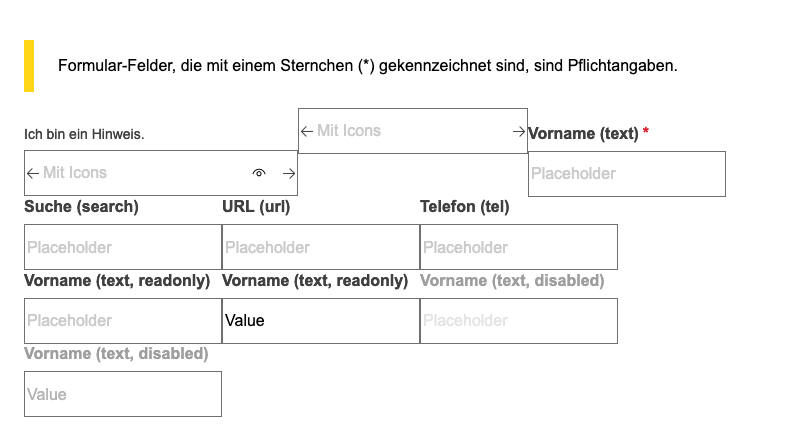 Formular-Felder, die mit einem Sternchen (*) gekennzeichnet sind, sind Pflichtangaben.
Ich bin ein Hinweis.
Mit Icons
Mit Icons
Vorname (text) *
Placeholder
Suche (search)
Placeholder
URL (url)
Placeholder
Telefon (tel)
Placeholder
Vorname (text, readonly)
Placeholder
Vorname (text, readonly)
Value
Vorname (text, disabled)
Placeholder
Vorname (text, disabled)
Value